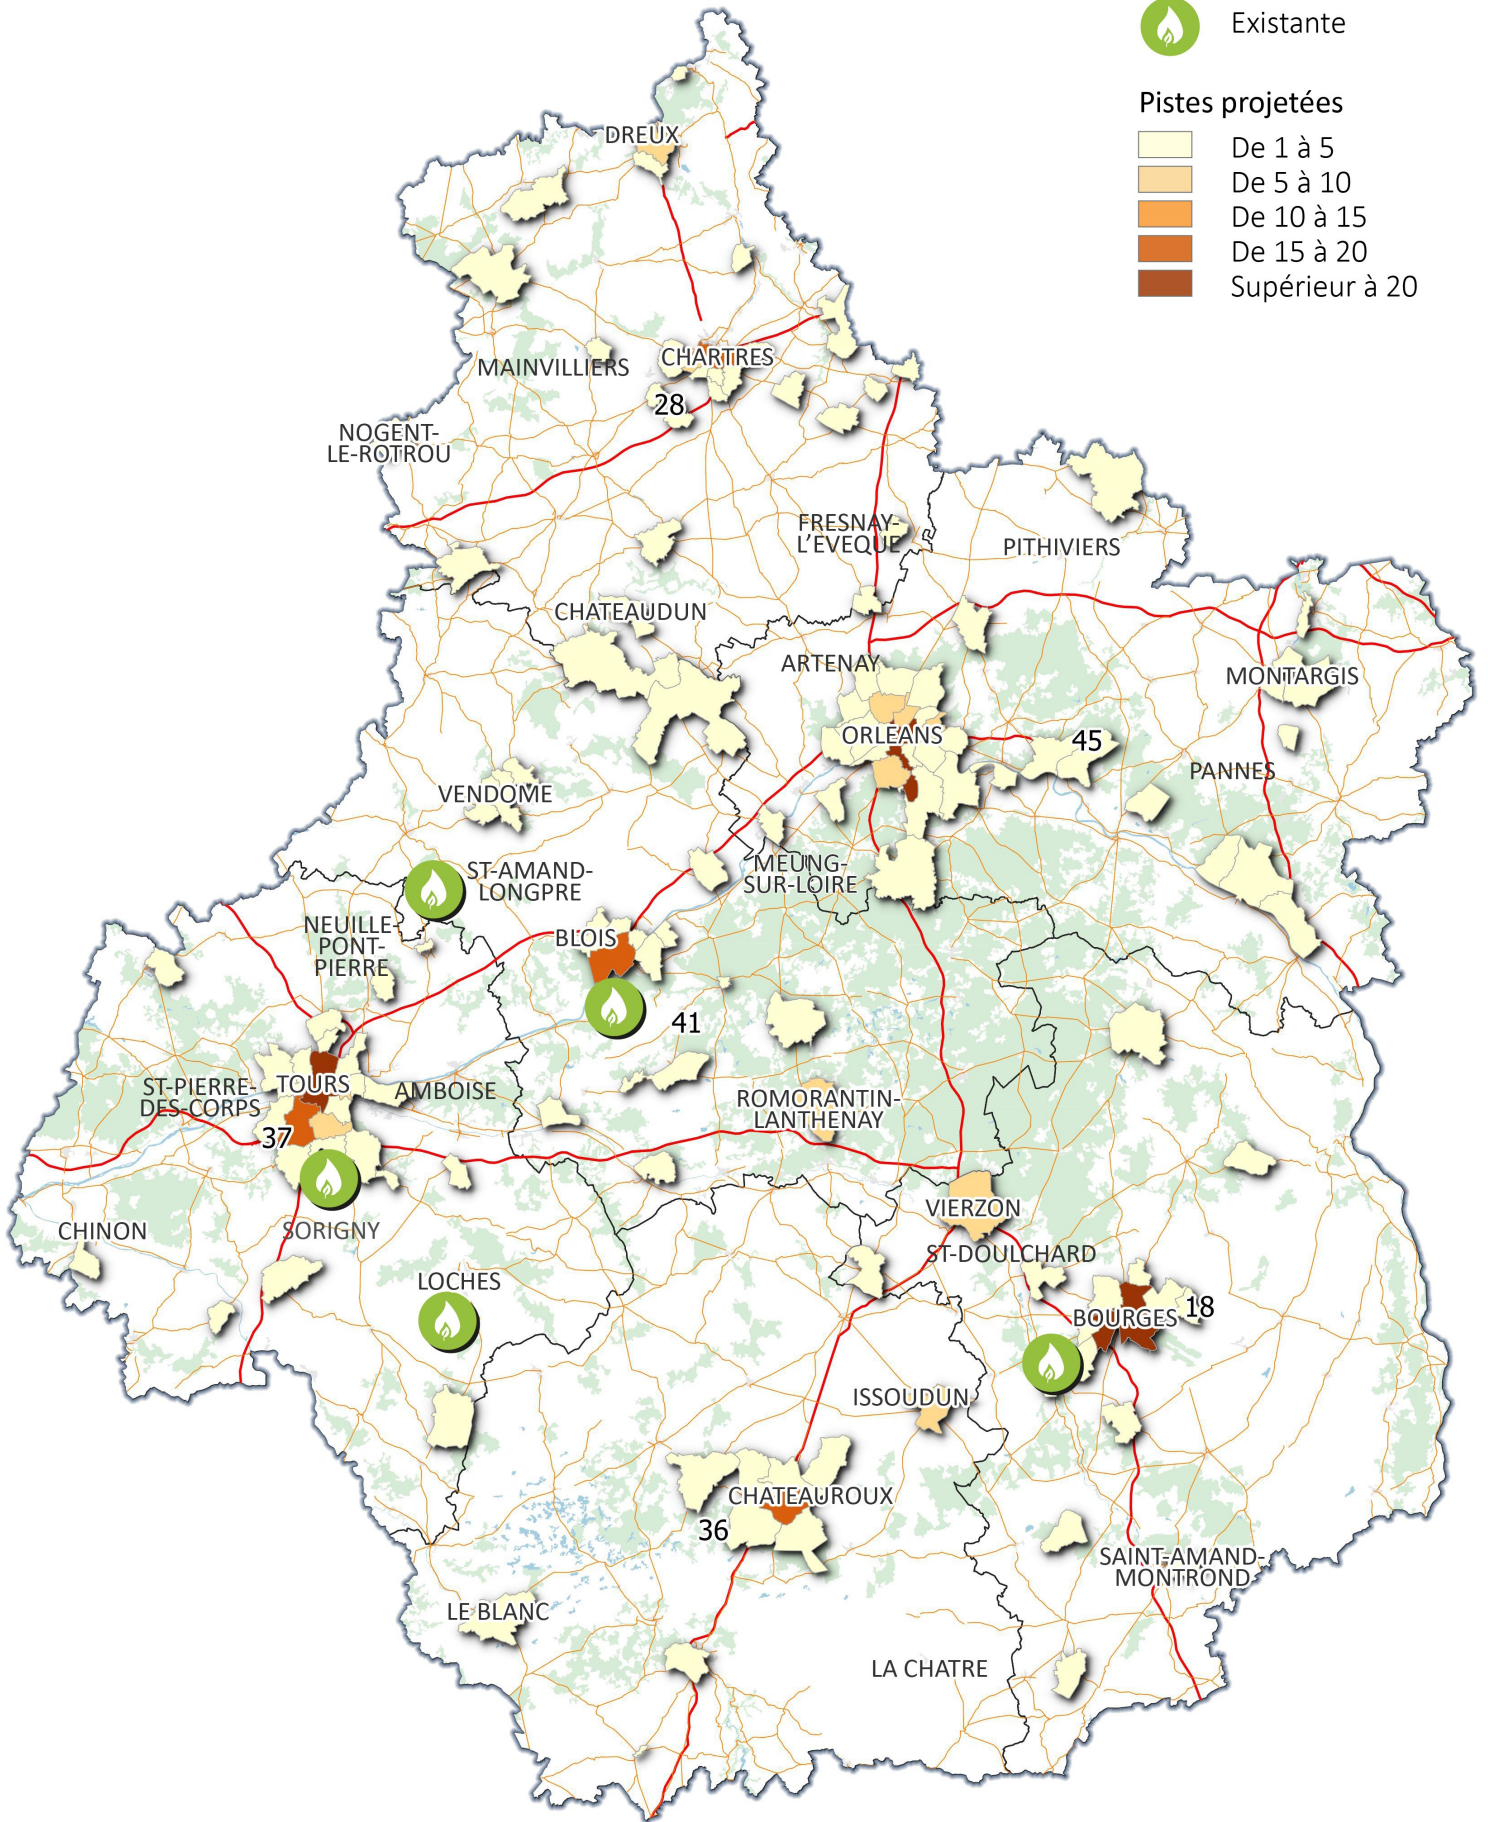 Existante
Pistes projetées
De 1 à 5
De 5 à 10
De 10 à 15
De 15 à 20
Supérieur à 20
DREUX
MAINVILLIERS
CHARTRES
28
NOGENT-
LE-ROTROU
FRESNAY-
L'EVEQUE
PITHIVIERS
CHATEAUDUN
ARTENAY
MONTARGIS
ORLEANS
45
PANNES
VENDOME
ST-AMAND-
LONGPRE
MEUNG-
SUR-LOIRE
NEUILLE-
PONT-
PIERRE
BLOIS
41
ST-PIERRE-
DES-CORPS
TOURS
AMBOISE
ROMORANTIN-
LANTHENAY
37
CHINON
SORIGNY
VIERZON
ST-DOULCHARD
LOCHES
BOURGES
18
ISSOUDUN
CHATEAUROUX
36
SAINT-AMAND-
MONTROND
LE BLANC
LA CHATRE